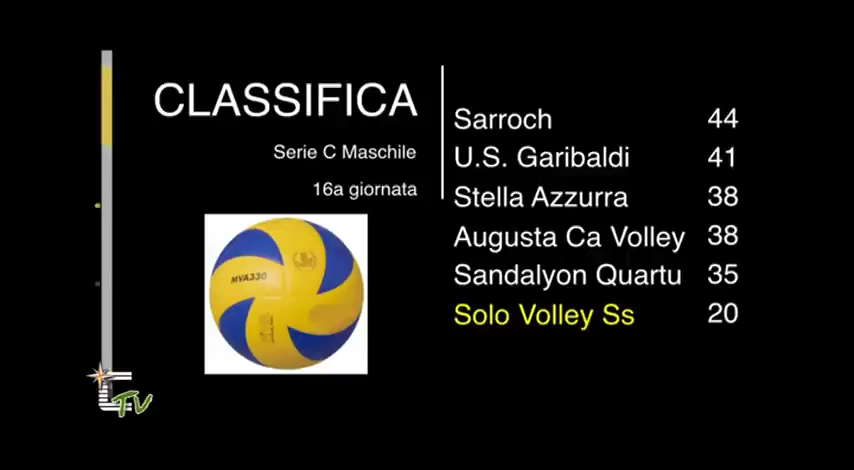 CLASSIFICA
Serie C Maschile
16a giornata
Sarroch 44
U.S. Garibaldi 41
Stella Azzurra 38
Augusta Ca Volley 38
Sandalyon Quartu 35
Solo Volley Ss 20
MVA330
TV